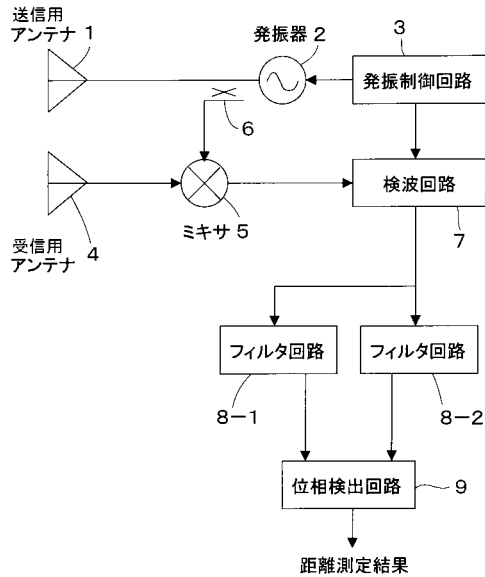 送信用
アンテナ 1
発振器 2
3
発振制御回路
6
ミキサ 5
検波回路
7
受信用
アンテナ 4
フィルタ回路
8-1
フィルタ回路
8-2
位相検出回路
9
距離測定結果